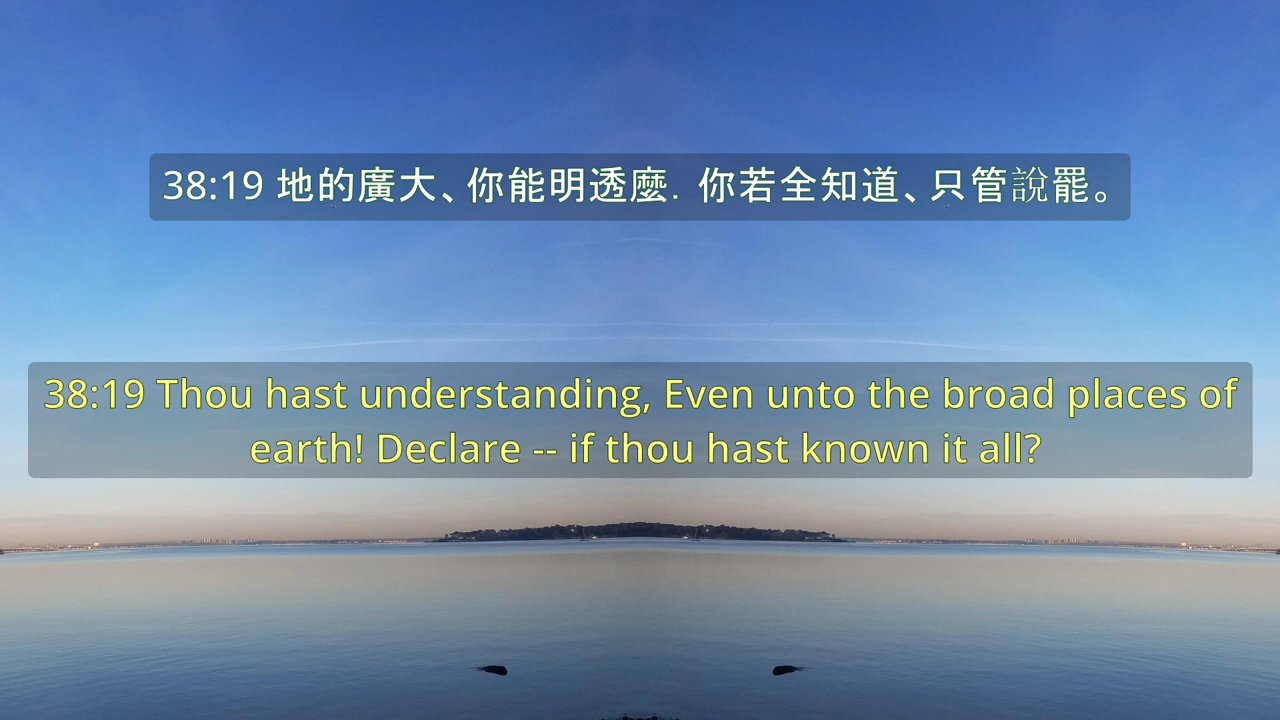 38:19 地的廣大、你能明透麼. 你若全知道、只管說罷。
38:19 Thou hast understanding, Even unto the broad places of
earth! Declare -- if thou hast known it all?